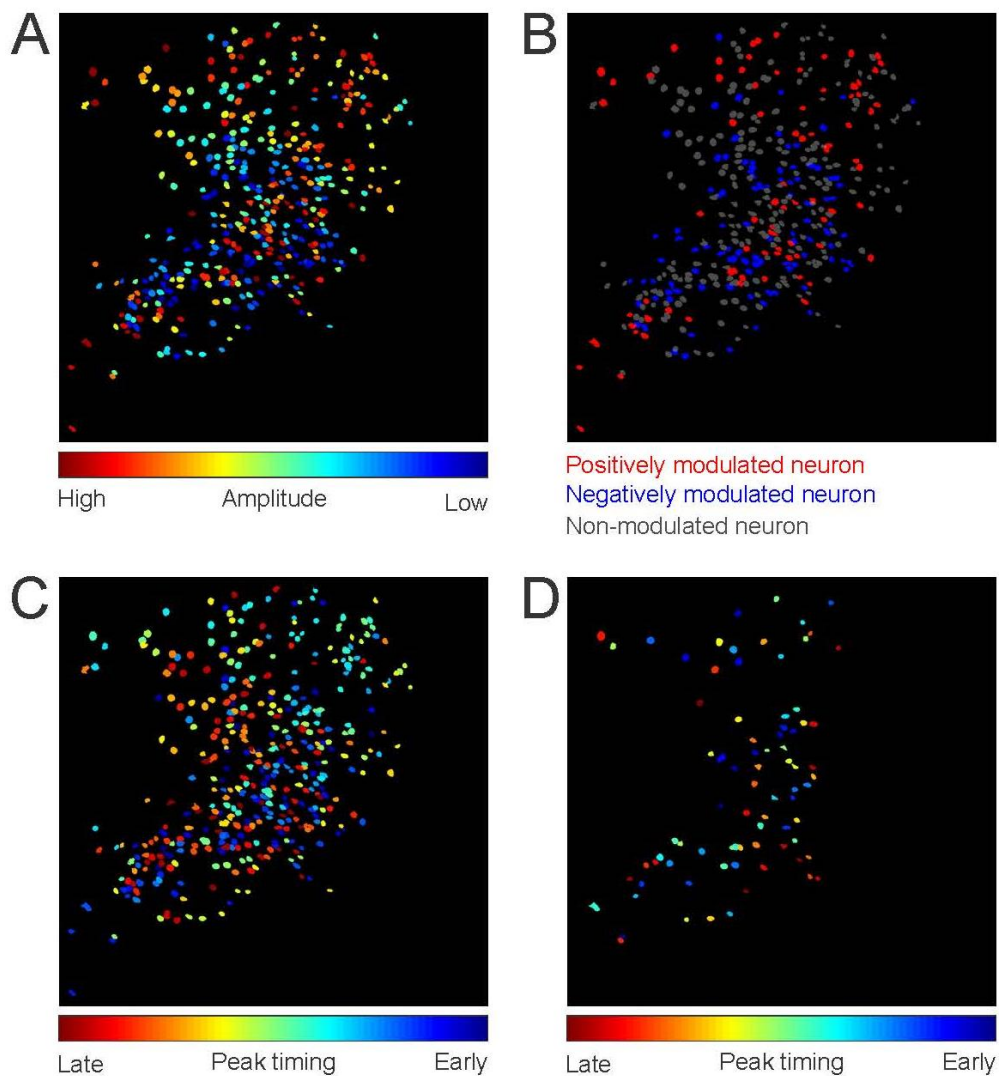 A
B
High Amplitude Low
Positively modulated neuron
Negatively modulated neuron
Non-modulated neuron
C
D
Late Peak timing Early
Late Peak timing Early